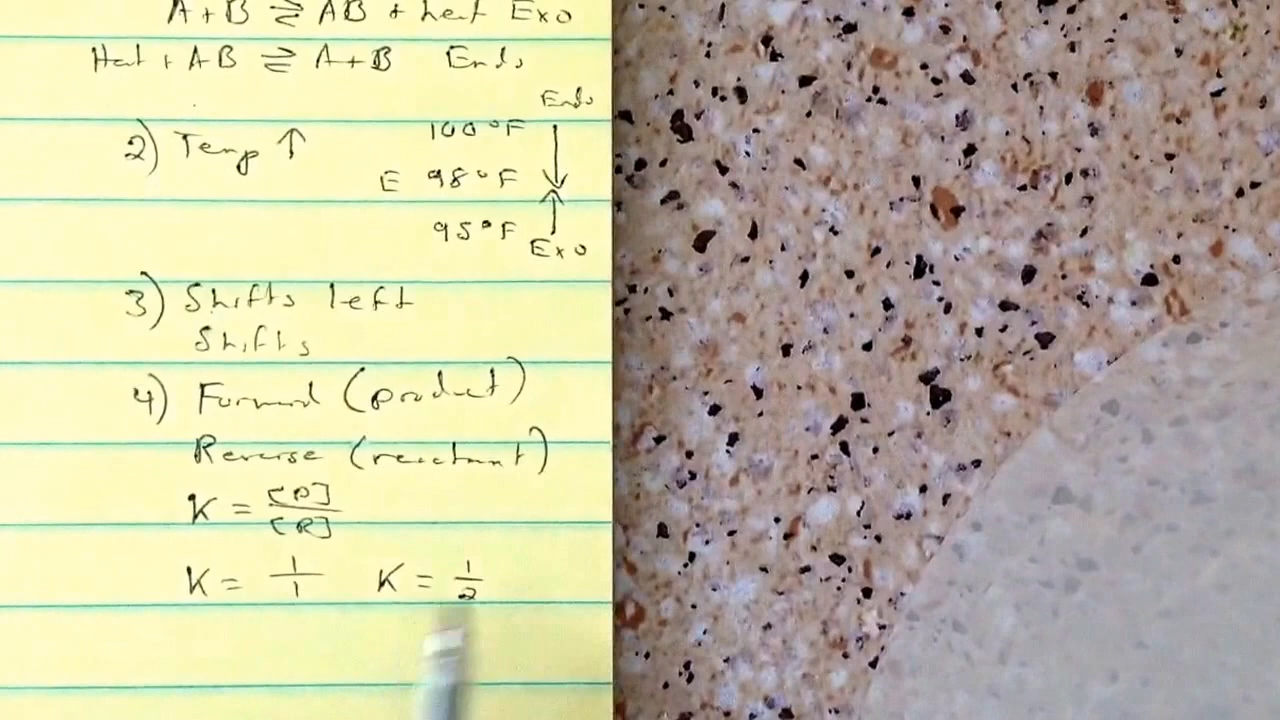 A + B ⇌ AB + heat Exo
Heat + AB ⇌ A + B Endo
Endo
2) Temp ↑ 100°F
E 98°F
95°F Exo
3) Shifts left
Shifts
4) Forward (product)
Reverse (reactant)
K = [P]/[R]
K = 1/1 K = 1/2